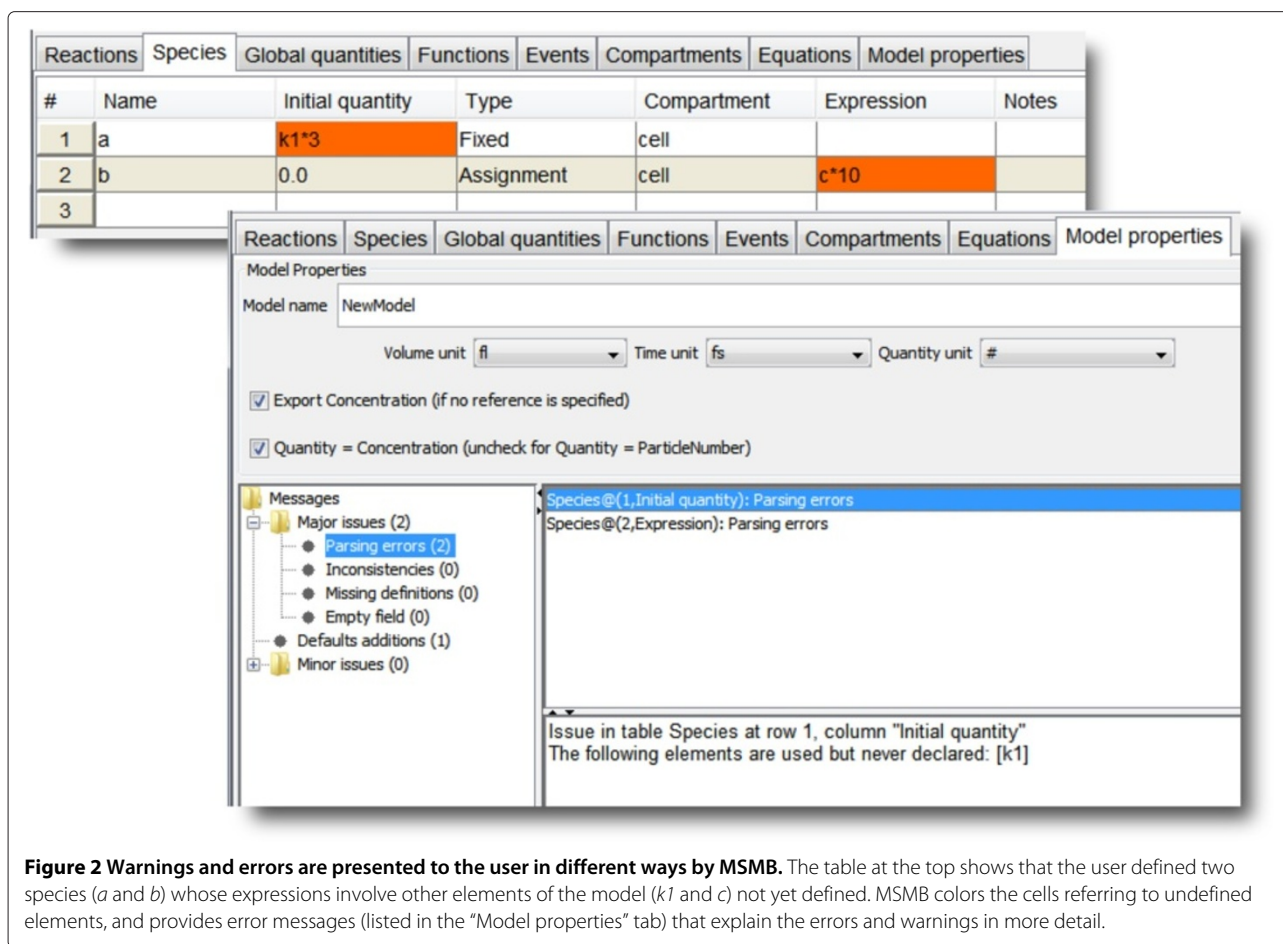 Reactions Species Global quantities Functions Events Compartments Equations Model properties
# Name Initial quantity Type Compartment Expression Notes
1 a k1*3 Fixed cell
2 b 0.0 Assignment cell c*10
3
Reactions Species Global quantities Functions Events Compartments Equations Model properties
Model Properties
Model name NewModel
Volume unit fl Time unit fs Quantity unit #
Export Concentration (if no reference is specified)
Quantity = Concentration (uncheck for Quantity = ParticleNumber)
Messages
Major issues (2)
Parsing errors (2)
Inconsistencies (0)
Missing definitions (0)
Empty field (0)
Defaults additions (1)
Minor issues (0)
Species@(1,Initial quantity): Parsing errors
Species@(2,Expression): Parsing errors
Issue in table Species at row 1, column "Initial quantity"
The following elements are used but never declared: [k1]
Figure 2 Warnings and errors are presented to the user in different ways by MSMB. The table at the top shows that the user defined two
species (a and b) whose expressions involve other elements of the model (k1 and c) not yet defined. MSMB colors the cells referring to undefined
elements, and provides error messages (listed in the “Model properties” tab) that explain the errors and warnings in more detail.